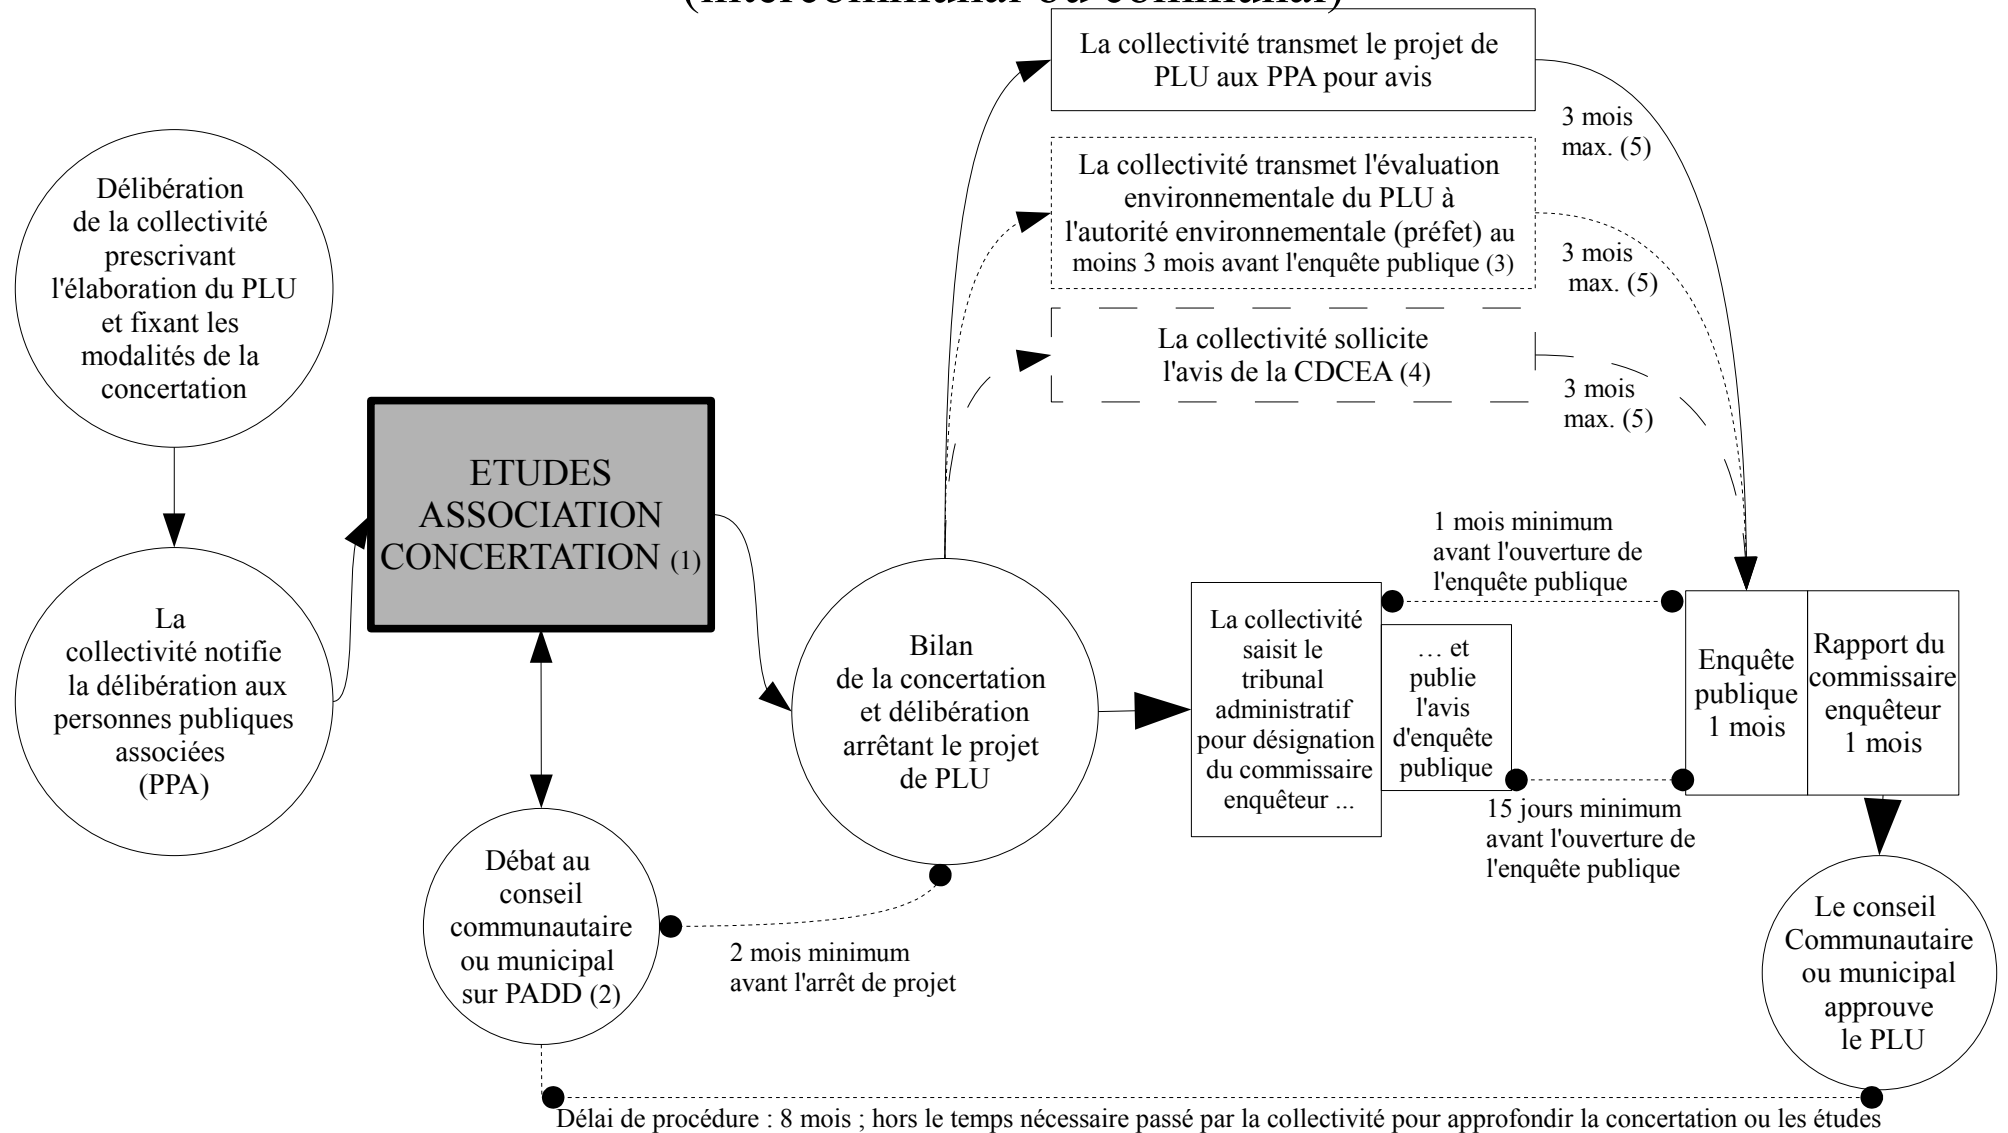 (intercommunal ou communal)
La collectivité transmet le projet de
PLU aux PPA pour avis
3 mois
max. (5)
La collectivité transmet l'évaluation
environnementale du PLU à
l'autorité environnementale (préfet) au
moins 3 mois avant l'enquête publique (3)
3 mois
max. (5)
La collectivité sollicite
l'avis de la CDCEA (4)
3 mois
max. (5)
Délibération
de la collectivité
prescrivant
l'élaboration du PLU
et fixant les
modalités de la
concertation
La
collectivité notifie
la délibération aux
personnes publiques
associées
(PPA)
ETUDES
ASSOCIATION
CONCERTATION (1)
Débat au
conseil
communautaire
ou municipal
sur PADD (2)
2 mois minimum
avant l'arrêt de projet
Bilan
de la concertation
et délibération
arrêtant le projet
de PLU
La collectivité
saisit le
tribunal
administratif
pour désignation
du commissaire
enquêteur ...
… et
publie
l'avis
d'enquête
publique
1 mois minimum
avant l'ouverture de
l'enquête publique
15 jours minimum
avant l'ouverture de
l'enquête publique
Enquête
publique
1 mois
Rapport du
commissaire
enquêteur
1 mois
Le conseil
Communautaire
ou municipal
approuve
le PLU
Délai de procédure : 8 mois ; hors le temps nécessaire passé par la collectivité pour approfondir la concertation ou les études